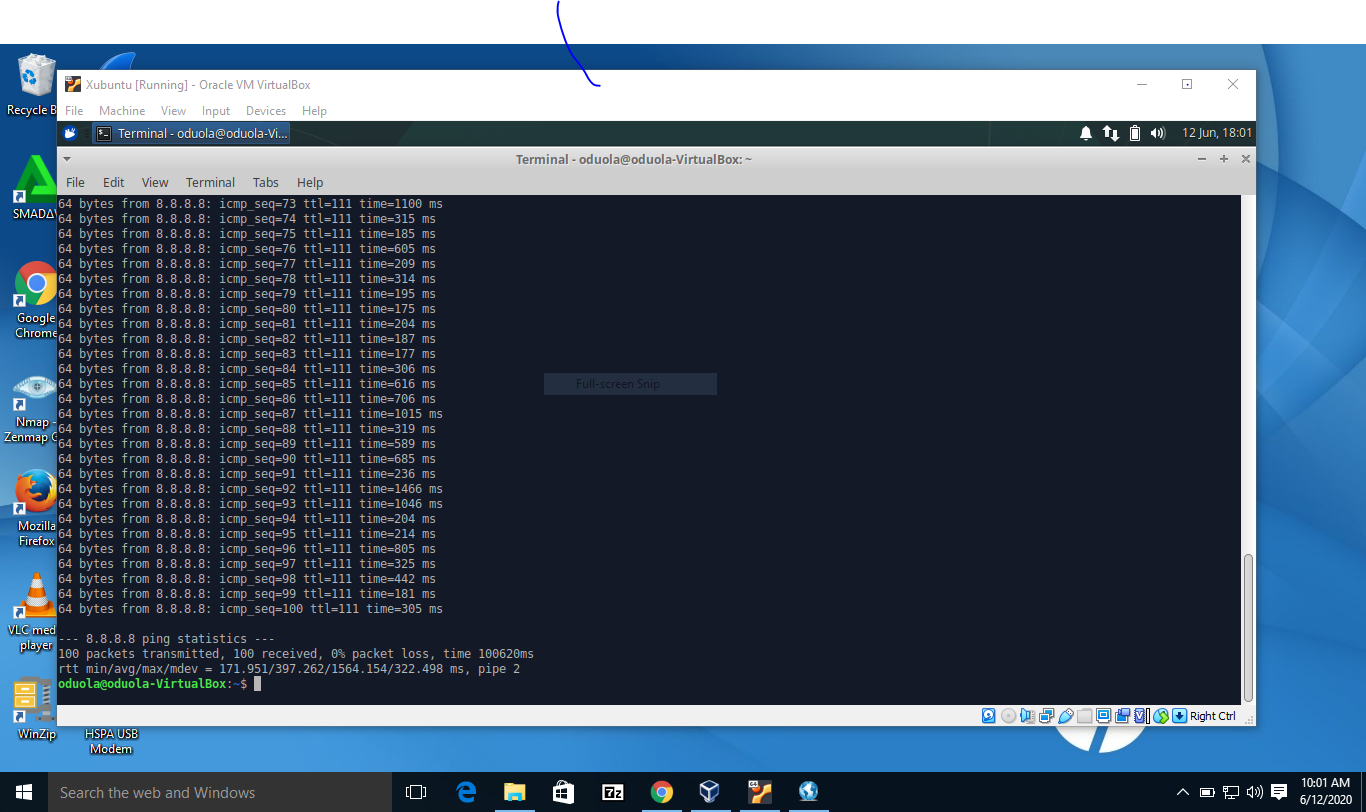 Recycle B
SMADΔV
Google
Chrome
Nmap -
Zenmap G
Mozilla
Firefox
VLC med
player
WinZip
HSPA USB
Modem
Xubuntu [Running] - Oracle VM VirtualBox
File Machine View Input Devices Help
Terminal - oduola@oduola-Vi...
12 Jun, 18:01
Terminal - oduola@oduola-VirtualBox: ~
File Edit View Terminal Tabs Help
64 bytes from 8.8.8.8: icmp_seq=73 ttl=111 time=1100 ms
64 bytes from 8.8.8.8: icmp_seq=74 ttl=111 time=315 ms
64 bytes from 8.8.8.8: icmp_seq=75 ttl=111 time=185 ms
64 bytes from 8.8.8.8: icmp_seq=76 ttl=111 time=605 ms
64 bytes from 8.8.8.8: icmp_seq=77 ttl=111 time=209 ms
64 bytes from 8.8.8.8: icmp_seq=78 ttl=111 time=314 ms
64 bytes from 8.8.8.8: icmp_seq=79 ttl=111 time=195 ms
64 bytes from 8.8.8.8: icmp_seq=80 ttl=111 time=175 ms
64 bytes from 8.8.8.8: icmp_seq=81 ttl=111 time=204 ms
64 bytes from 8.8.8.8: icmp_seq=82 ttl=111 time=187 ms
64 bytes from 8.8.8.8: icmp_seq=83 ttl=111 time=177 ms
64 bytes from 8.8.8.8: icmp_seq=84 ttl=111 time=306 ms
64 bytes from 8.8.8.8: icmp_seq=85 ttl=111 time=616 ms
64 bytes from 8.8.8.8: icmp_seq=86 ttl=111 time=706 ms
64 bytes from 8.8.8.8: icmp_seq=87 ttl=111 time=1015 ms
64 bytes from 8.8.8.8: icmp_seq=88 ttl=111 time=319 ms
64 bytes from 8.8.8.8: icmp_seq=89 ttl=111 time=589 ms
64 bytes from 8.8.8.8: icmp_seq=90 ttl=111 time=685 ms
64 bytes from 8.8.8.8: icmp_seq=91 ttl=111 time=236 ms
64 bytes from 8.8.8.8: icmp_seq=92 ttl=111 time=1466 ms
64 bytes from 8.8.8.8: icmp_seq=93 ttl=111 time=1046 ms
64 bytes from 8.8.8.8: icmp_seq=94 ttl=111 time=204 ms
64 bytes from 8.8.8.8: icmp_seq=95 ttl=111 time=214 ms
64 bytes from 8.8.8.8: icmp_seq=96 ttl=111 time=805 ms
64 bytes from 8.8.8.8: icmp_seq=97 ttl=111 time=325 ms
64 bytes from 8.8.8.8: icmp_seq=98 ttl=111 time=442 ms
64 bytes from 8.8.8.8: icmp_seq=99 ttl=111 time=181 ms
64 bytes from 8.8.8.8: icmp_seq=100 ttl=111 time=305 ms
Full-screen Snip
--- 8.8.8.8 ping statistics ---
100 packets transmitted, 100 received, 0% packet loss, time 100620ms
rtt min/avg/max/mdev = 171.951/397.262/1564.154/322.498 ms, pipe 2
oduola@oduola-VirtualBox:~$
Right Ctrl
Search the web and Windows
7z
64
10:01 AM
6/12/2020